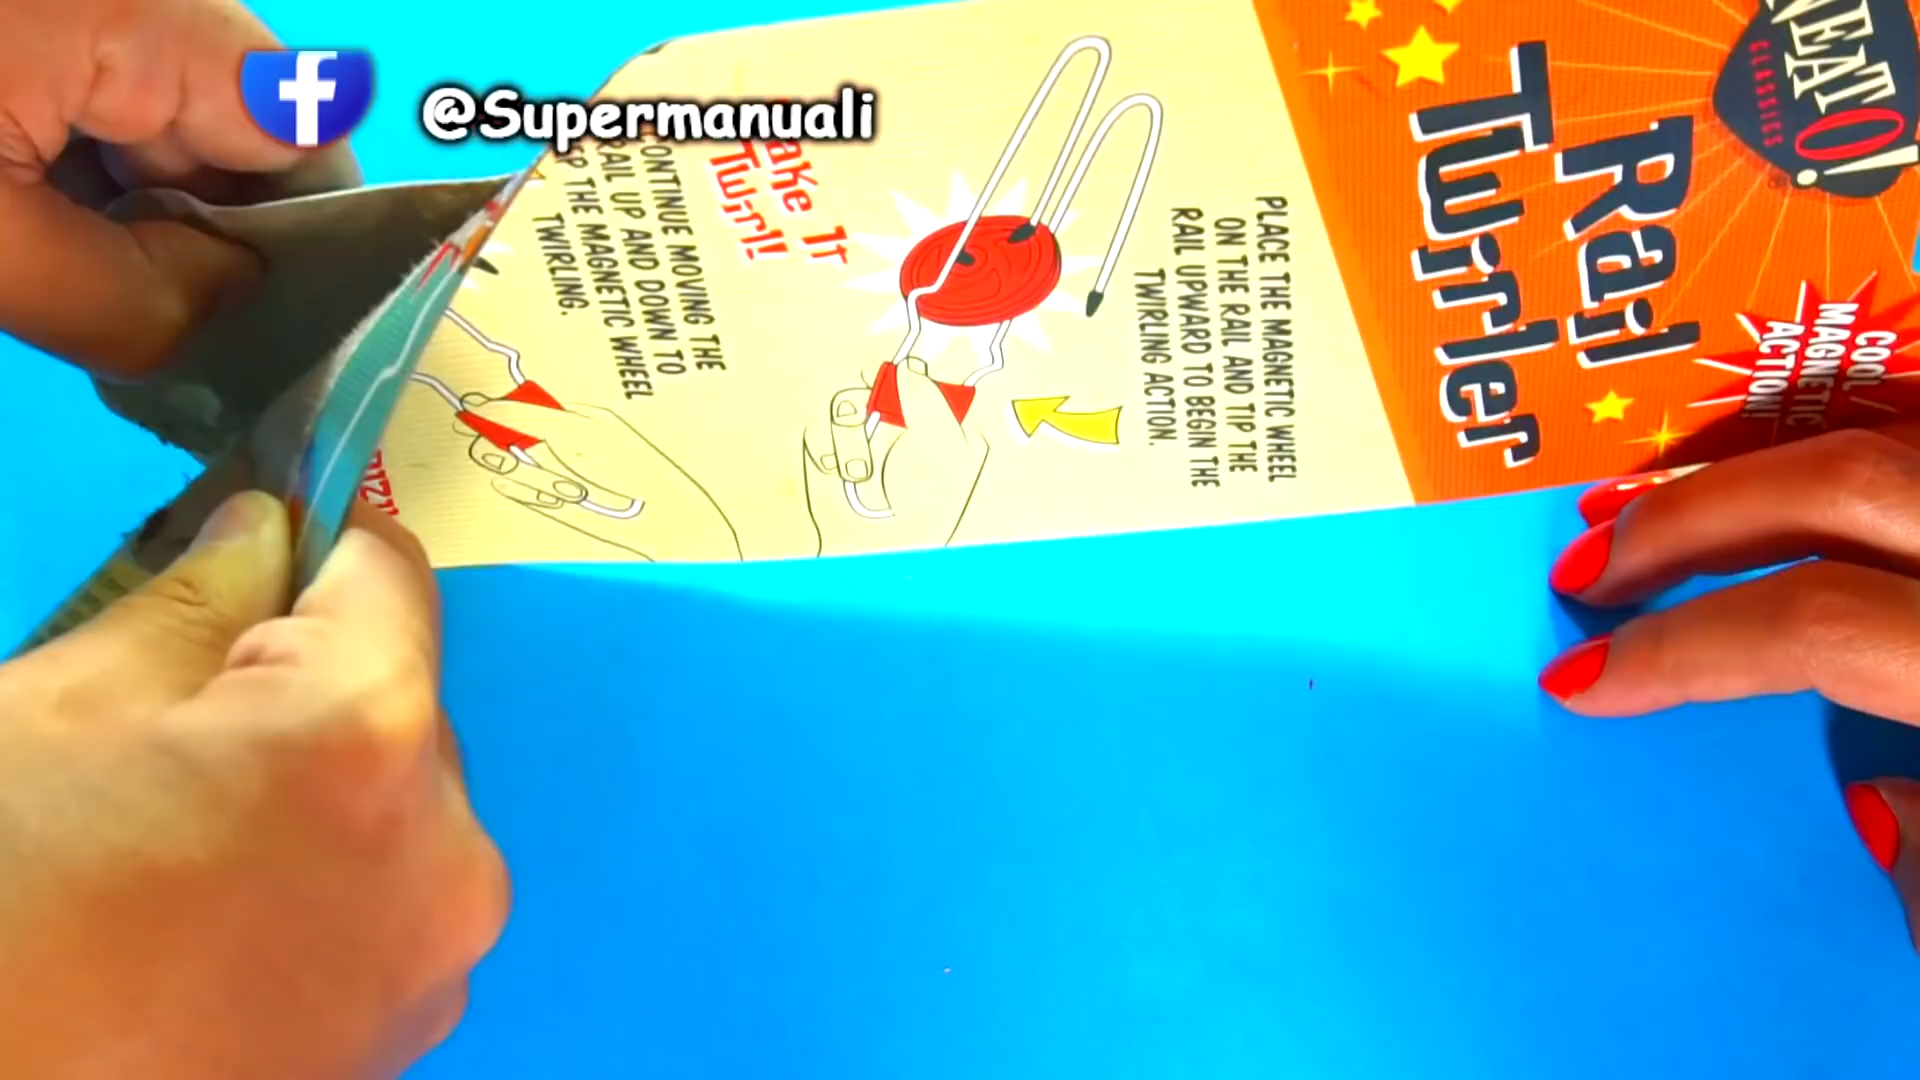 @Supermanuali
NEATO!
CLASSICS
Rail
Twirler
COOL
MAGNETIC
ACTION!
PLACE THE MAGNETIC WHEEL
ON THE RAIL AND TIP THE
RAIL UPWARD TO BEGIN THE
TWIRLING ACTION.
ake It
Twirl!
CONTINUE MOVING THE
RAIL UP AND DOWN TO
THE MAGNETIC WHEEL
TWIRLING.